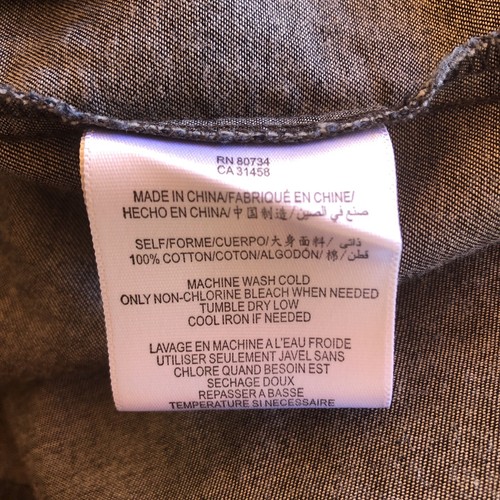 RN 80734
CA 31458
MADE IN CHINA/FABRIQUÉ EN CHINE/
HECHO EN CHINA/中国制造/صنع في الصين
SELF/FORME/CUERPO/大身面料/ذاتى
100% COTTON/COTON/ALGODÓN/棉/قطن
MACHINE WASH COLD
ONLY NON-CHLORINE BLEACH WHEN NEEDED
TUMBLE DRY LOW
COOL IRON IF NEEDED
LAVAGE EN MACHINE A L'EAU FROIDE
UTILISER SEULEMENT JAVEL SANS
CHLORE QUAND BESOIN EST
SECHAGE DOUX
REPASSER A BASSE
TEMPERATURE SI NECESSAIRE